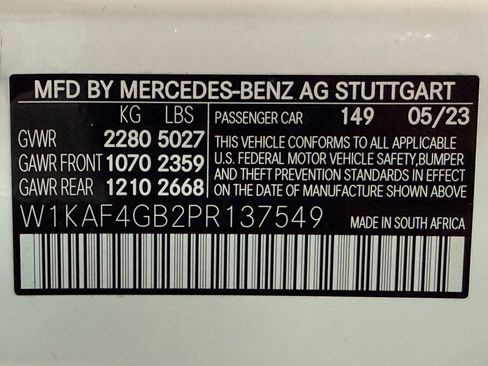 MFD BY MERCEDES-BENZ AG STUTTGART
KG LBS PASSENGER CAR 149 05/23
GVWR 2280 5027
GAWR FRONT 1070 2359
GAWR REAR 1210 2668
THIS VEHICLE CONFORMS TO ALL APPLICABLE
U.S. FEDERAL MOTOR VEHICLE SAFETY,BUMPER
AND THEFT PREVENTION STANDARDS IN EFFECT
ON THE DATE OF MANUFACTURE SHOWN ABOVE.
W1KAF4GB2PR137549
MADE IN SOUTH AFRICA